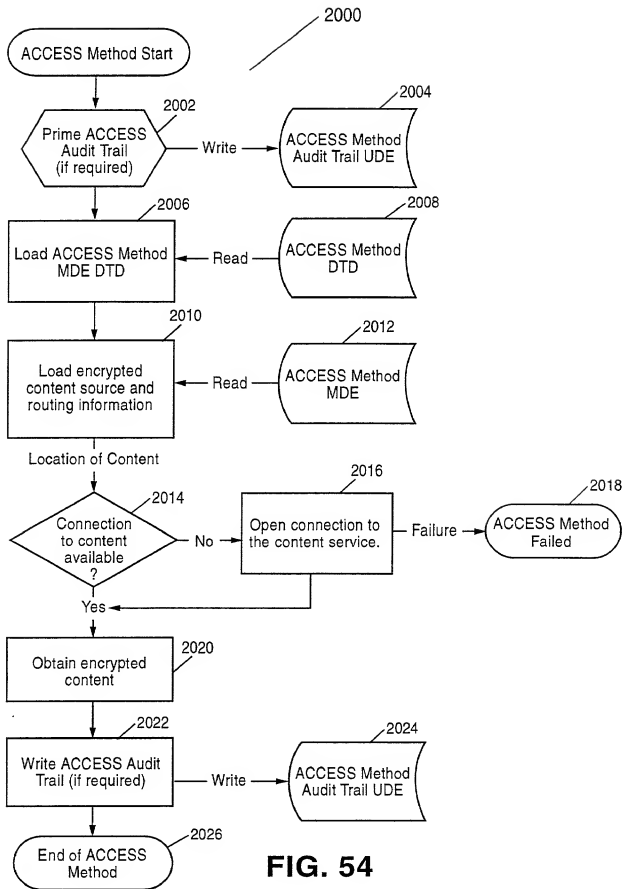 2000
ACCESS Method Start
2002
2004
Prime ACCESS
Audit Trail
(if required)
Write
ACCESS Method
Audit Trail UDE
2006
2008
Load ACCESS Method
MDE DTD
Read
ACCESS Method
DTD
2010
2012
Load encrypted
content source and
routing information
Read
ACCESS Method
MDE
Location of Content
2014
2016
2018
Connection
to content
available
?
No
Open connection to
the content service.
Failure
ACCESS Method
Failed
Yes
2020
Obtain encrypted
content
2022
2024
Write ACCESS Audit
Trail (if required)
Write
ACCESS Method
Audit Trail UDE
2026
End of ACCESS
Method
FIG. 54